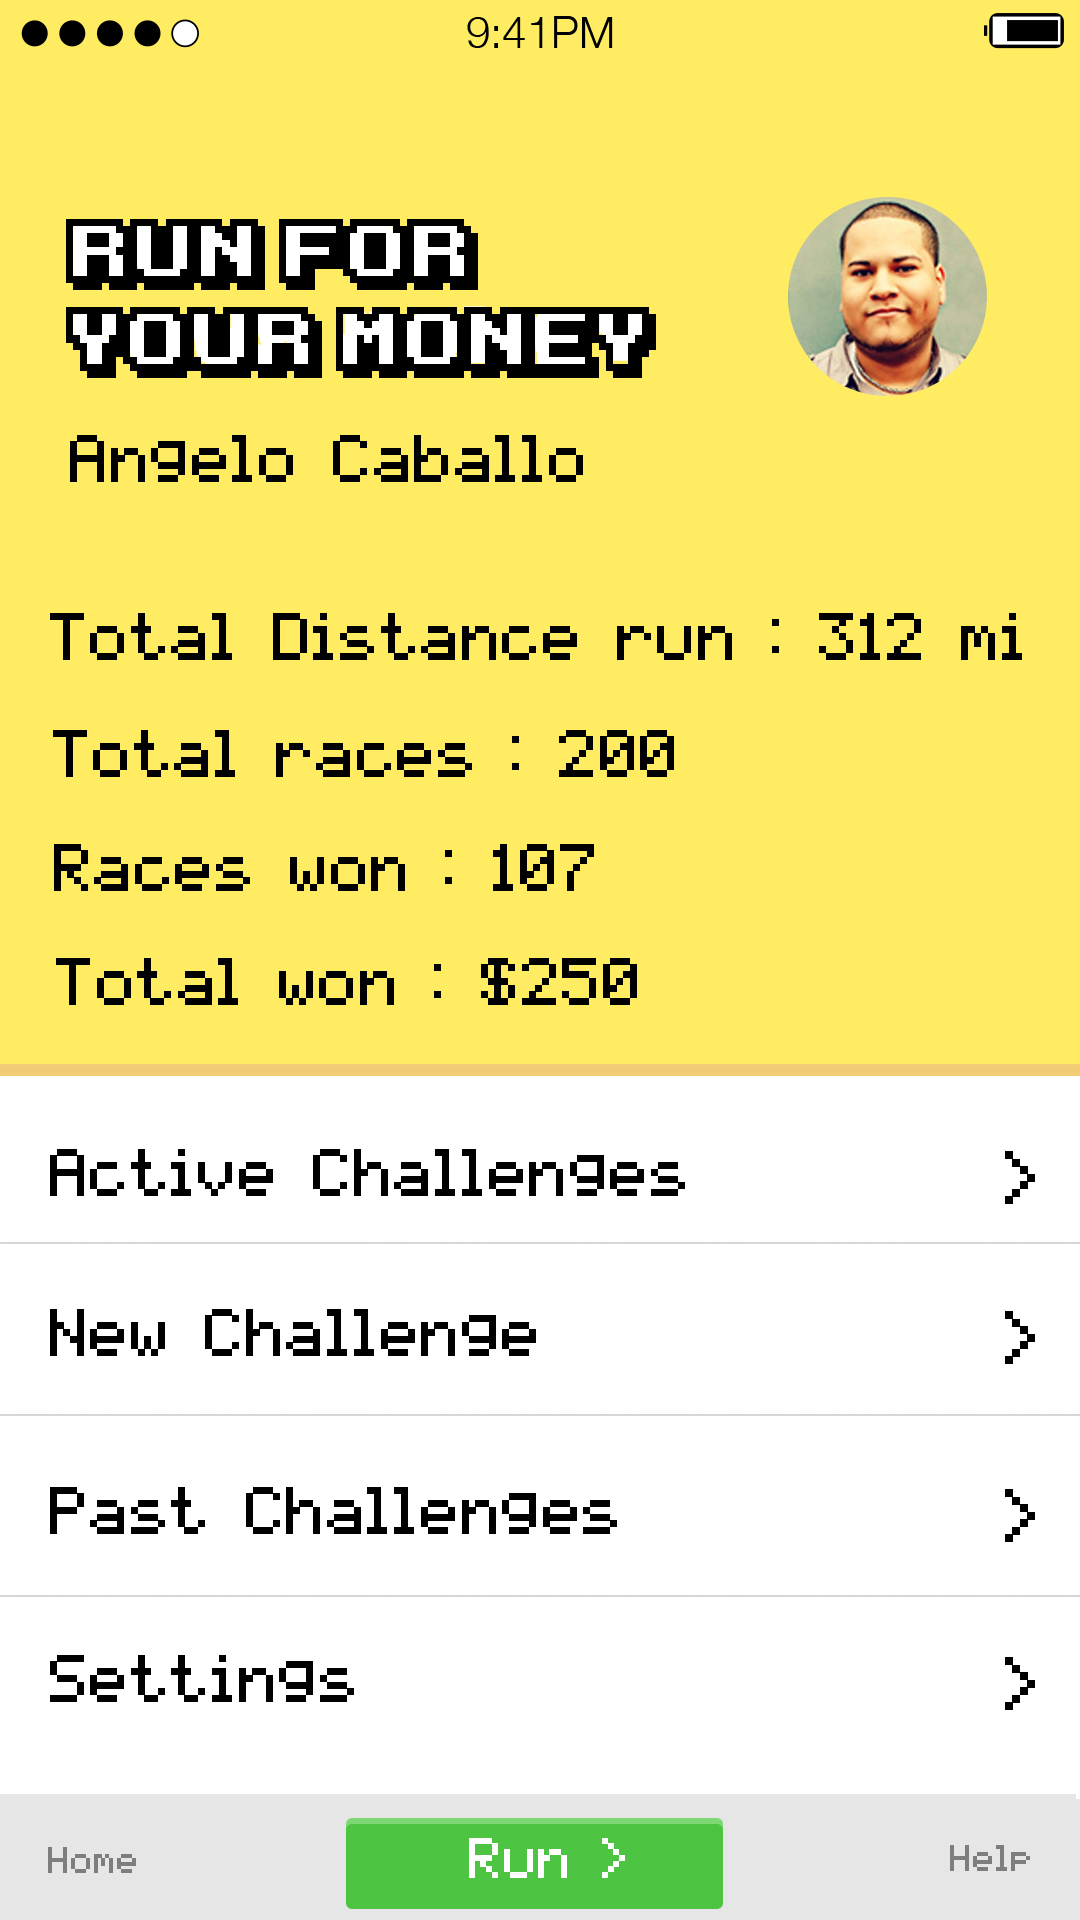 9:41PM
RUN FOR
YOUR MONEY
Angelo Caballo
Total Distance run : 312 mi
Total races : 200
Races won : 107
Total won : $250
Active Challenges >
New Challenge >
Past Challenges >
Settings >
Home Run > Help